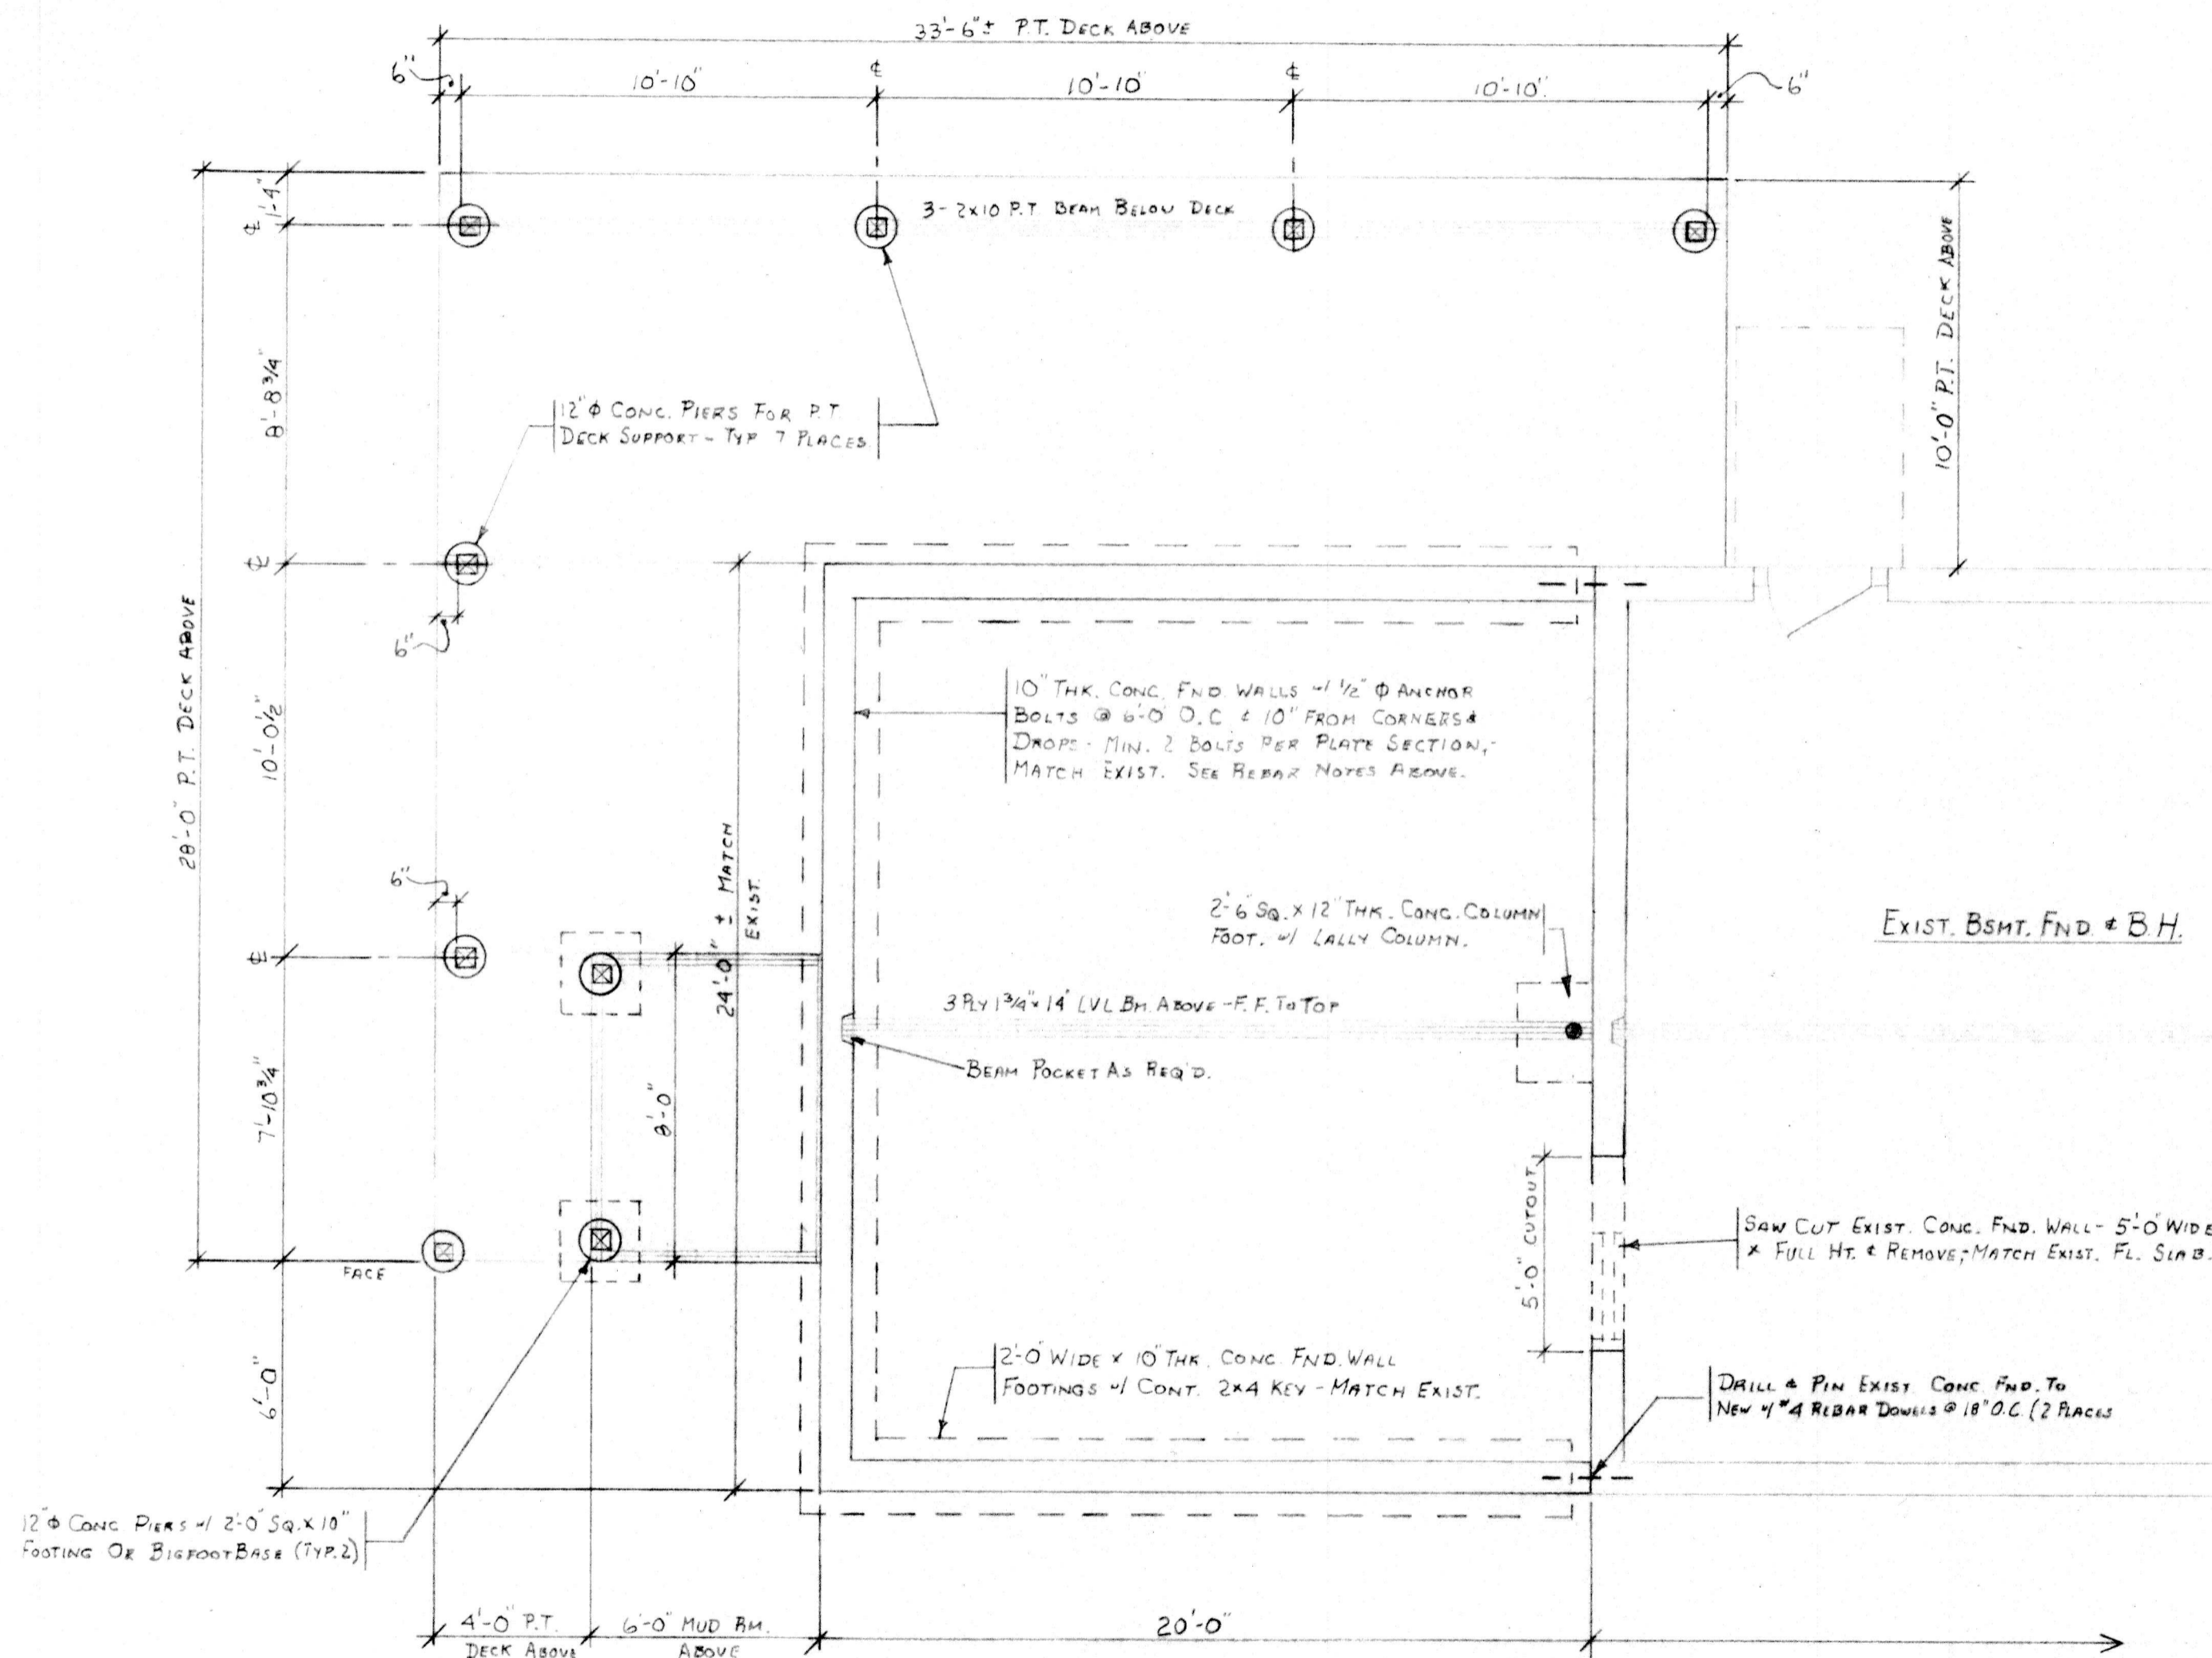 33'-6"± P.T. DECK ABOVE
6"
10'-10"
℄
10'-10"
℄
10'-10"
6"
1'-4"
℄
3-2x10 P.T. BEAM BELOW DECK
10'-0" P.T. DECK ABOVE
8'-8 3/4"
12"ϕ CONC. PIERS FOR P.T.
DECK SUPPORT - TYP 7 PLACES
℄
6"
28'-0" P.T. DECK ABOVE
10'-0 1/2"
10" THK. CONC. FND. WALLS w/ 1/2" ϕ ANCHOR
BOLTS @ 6'-0" O.C. & 10" FROM CORNERS &
DROPS - MIN. 2 BOLTS PER PLATE SECTION,-
MATCH EXIST. SEE REBAR NOTES ABOVE.
24'-0" ± MATCH
EXIST.
6"
℄
2'-6" SQ. x 12" THK. CONC. COLUMN
FOOT. w/ LALLY COLUMN.
EXIST. BSMT. FND. & B.H.
3 PLY 1 3/4" x 14" LVL BM. ABOVE - F.F. TO TOP
BEAM POCKET AS REQ'D.
7'-10 3/4"
8'-0"
5'-0" CUTOUT
SAW CUT EXIST. CONC. FND. WALL - 5'-0" WIDE
x FULL HT. & REMOVE,-MATCH EXIST. FL. SLAB.
FACE
6'-0"
2'-0" WIDE x 10" THK. CONC. FND. WALL
FOOTINGS w/ CONT. 2x4 KEY - MATCH EXIST.
DRILL & PIN EXIST. CONC. FND. TO
NEW w/ #4 REBAR DOWELS @ 18" O.C. (2 PLACES
12"ϕ CONC PIERS w/ 2'-0" SQ. x 10"
FOOTING OR BIGFOOT BASE (TYP. 2)
4'-0" P.T.
DECK ABOVE
6'-0" MUD RM.
ABOVE
20'-0"